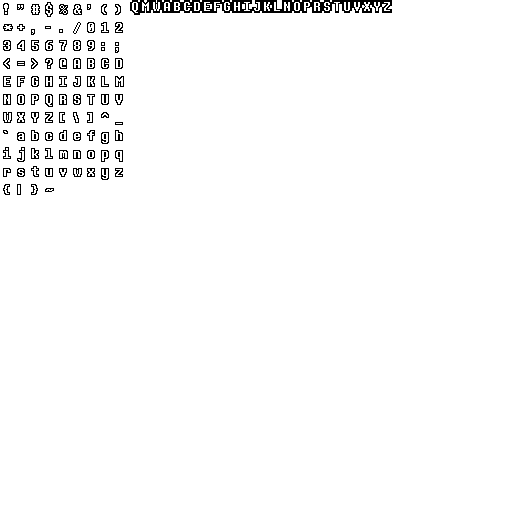 ! " # $ % & ' ( )
* + , - . / 0 1 2
3 4 5 6 7 8 9 : ;
< = > ? @ A B C D
E F G H I J K L M
N O P Q R S T U V
W X Y Z [ \ ] ^ _
` a b c d e f g h
i j k l m n o p q
r s t u v w x y z
{ | } ~
QMWABCDEFGHIJKLNOPRSTUVXYZ